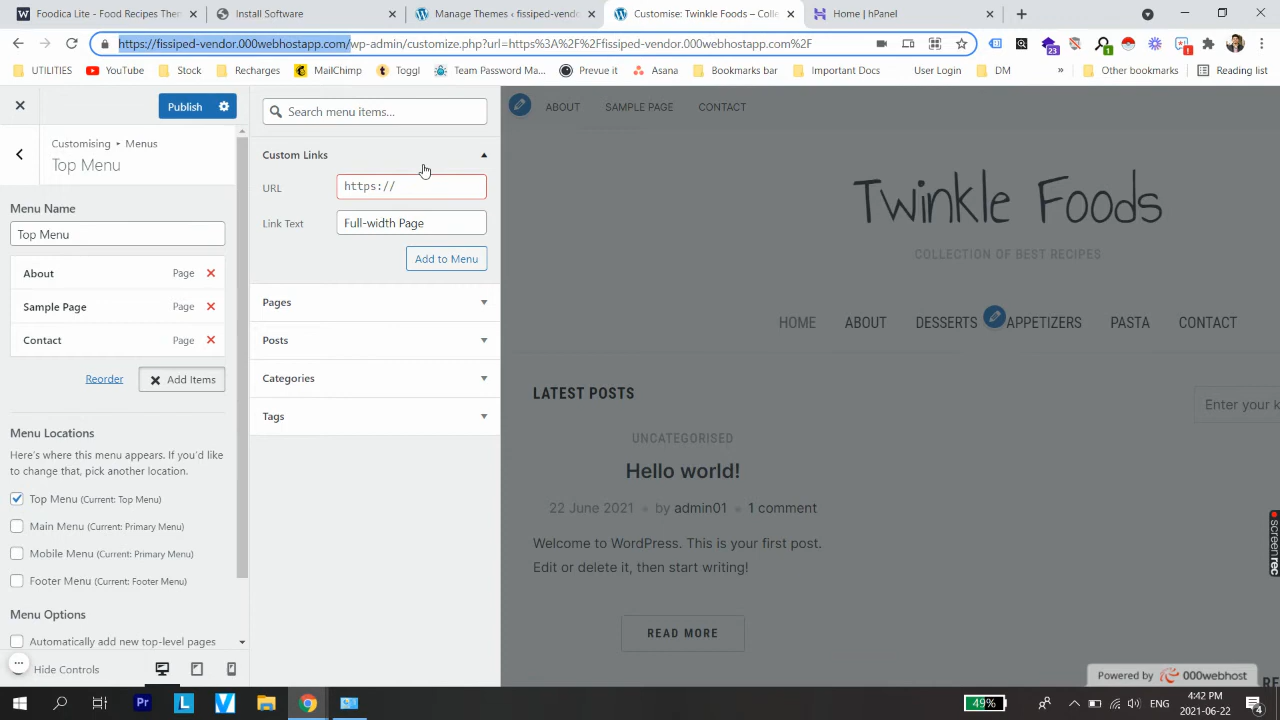 Foodica Lite - Food Recipes Them
Install Software
Manage Themes ‹ fissiped-vendo
Customise: Twinkle Foods – Colle
Home | hPanel
https://fissiped-vendor.000webhostapp.com/wp-admin/customize.php?url=https%3A%2F%2Ffissiped-vendor.000webhostapp.com%2F
23
1
1
UTILITIES
YouTube
Stock
Recharges
MailChimp
Toggl
Team Password Ma...
Prevue it
Asana
Bookmarks bar
Important Docs
User Login
DM
»
Other bookmarks
Reading list
Publish
Customising ▸ Menus
Top Menu
Menu Name
Top Menu
About Page
Sample Page Page
Contact Page
Reorder
Add Items
Menu Locations
Here's where this menu appears. If you'd like
to change that, pick another location.
Top Menu (Current: Top Menu)
Main Menu (Current: Primary Menu)
Mobile Menu (Current: Primary Menu)
Footer Menu (Current: Footer Menu)
Menu Options
Automatically add new top-level pages
Hide Controls
Search menu items...
Custom Links
URL
https://
Link Text
Full-width Page
Add to Menu
Pages
Posts
Categories
Tags
ABOUT
SAMPLE PAGE
CONTACT
Twinkle Foods
COLLECTION OF BEST RECIPES
HOME
ABOUT
DESSERTS
APPETIZERS
PASTA
CONTACT
LATEST POSTS
Enter your k
UNCATEGORISED
Hello world!
22 June 2021 • by admin01 • 1 comment
Welcome to WordPress. This is your first post.
Edit or delete it, then start writing!
READ MORE
Powered by 000webhost
RE
screenrec
Pr
L
49%
ENG
4:42 PM
2021-06-22
4